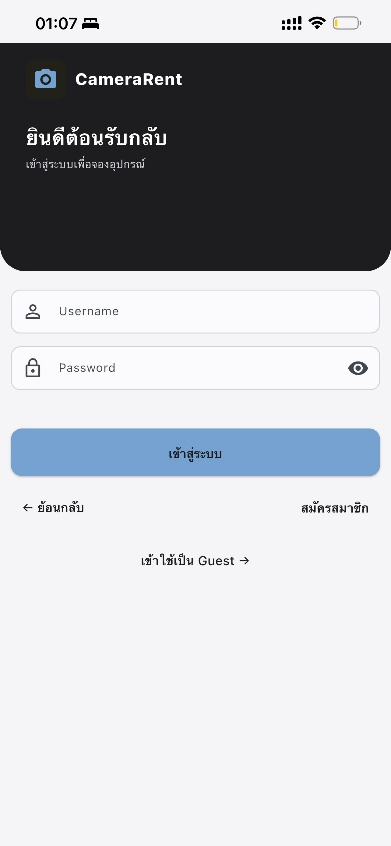 01:07
CameraRent
ยินดีต้อนรับกลับ
เข้าสู่ระบบเพื่อจองอุปกรณ์
Username
Password
เข้าสู่ระบบ
← ย้อนกลับ
สมัครสมาชิก
เข้าใช้เป็น Guest →